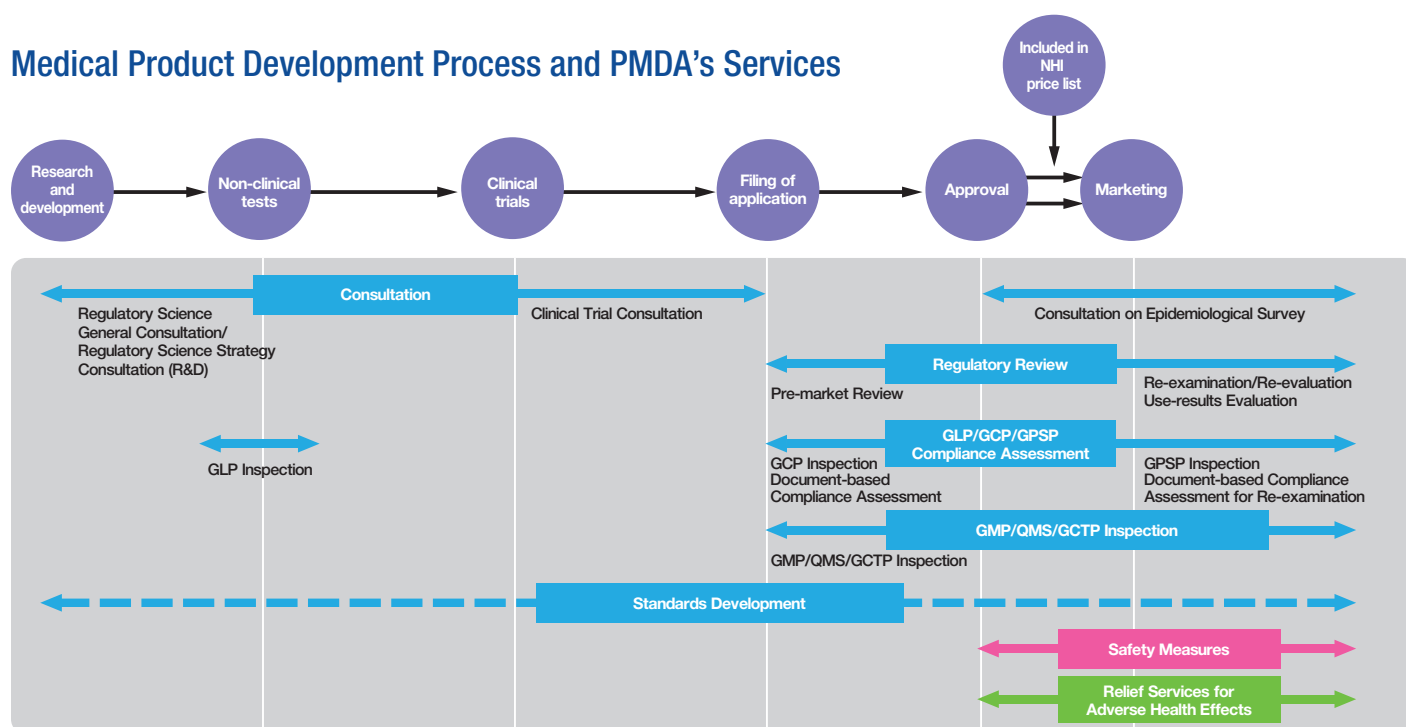 Medical Product Development Process and PMDA's Services
Included in
NHI
price list
Research
and
development
Non-clinical
tests
Clinical
trials
Filing of
application
Approval
Marketing
Consultation
Regulatory Science
General Consultation/
Regulatory Science Strategy
Consultation (R&D)
Clinical Trial Consultation
Consultation on Epidemiological Survey
Regulatory Review
Pre-market Review
Re-examination/Re-evaluation
Use-results Evaluation
GLP Inspection
GLP/GCP/GPSP
Compliance Assessment
GCP Inspection
Document-based
Compliance Assessment
GPSP Inspection
Document-based Compliance
Assessment for Re-examination
GMP/QMS/GCTP Inspection
GMP/QMS/GCTP Inspection
Standards Development
Safety Measures
Relief Services for
Adverse Health Effects